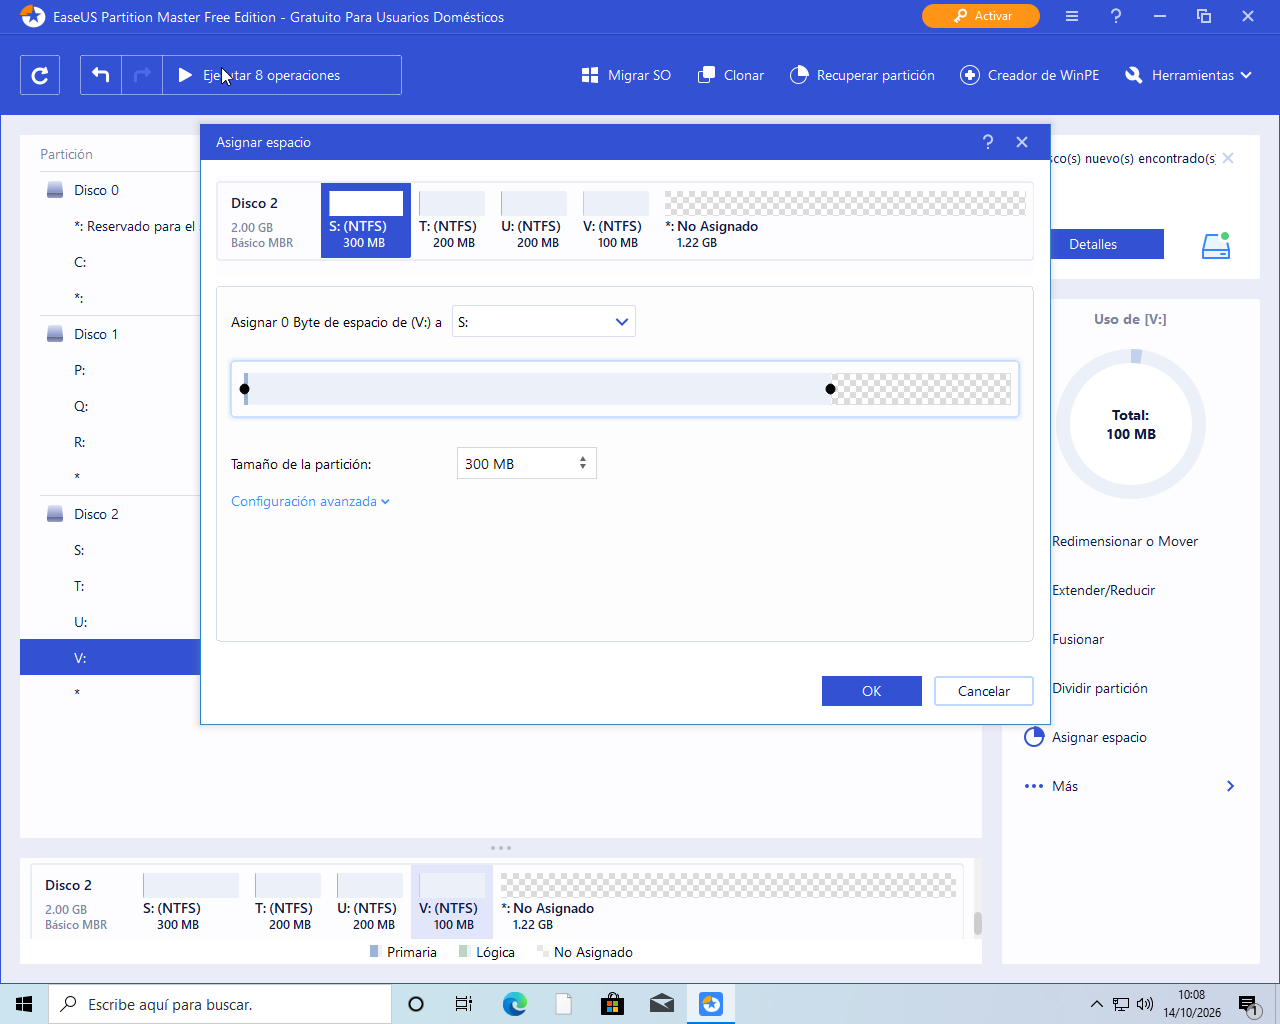 EaseUS Partition Master Free Edition - Gratuito Para Usuarios Domésticos
Activar
Ejecutar 8 operaciones
Migrar SO
Clonar
Recuperar partición
Creador de WinPE
Herramientas
Partición
Disco 0
*: Reservado para el
C:
*:
Disco 1
P:
Q:
R:
*
Disco 2
S:
T:
U:
V:
*
Asignar espacio
Disco 2
2.00 GB
Básico MBR
S: (NTFS)
300 MB
T: (NTFS)
200 MB
U: (NTFS)
200 MB
V: (NTFS)
100 MB
*: No Asignado
1.22 GB
Asignar 0 Byte de espacio de (V:) a
S:
Tamaño de la partición:
300 MB
Configuración avanzada
OK
Cancelar
sco(s) nuevo(s) encontrado(s)
Detalles
Uso de [V:]
Total:
100 MB
Redimensionar o Mover
Extender/Reducir
Fusionar
Dividir partición
Asignar espacio
Más
Disco 2
2.00 GB
Básico MBR
S: (NTFS)
300 MB
T: (NTFS)
200 MB
U: (NTFS)
200 MB
V: (NTFS)
100 MB
*: No Asignado
1.22 GB
Primaria
Lógica
No Asignado
Escribe aquí para buscar.
10:08
14/10/2026
1